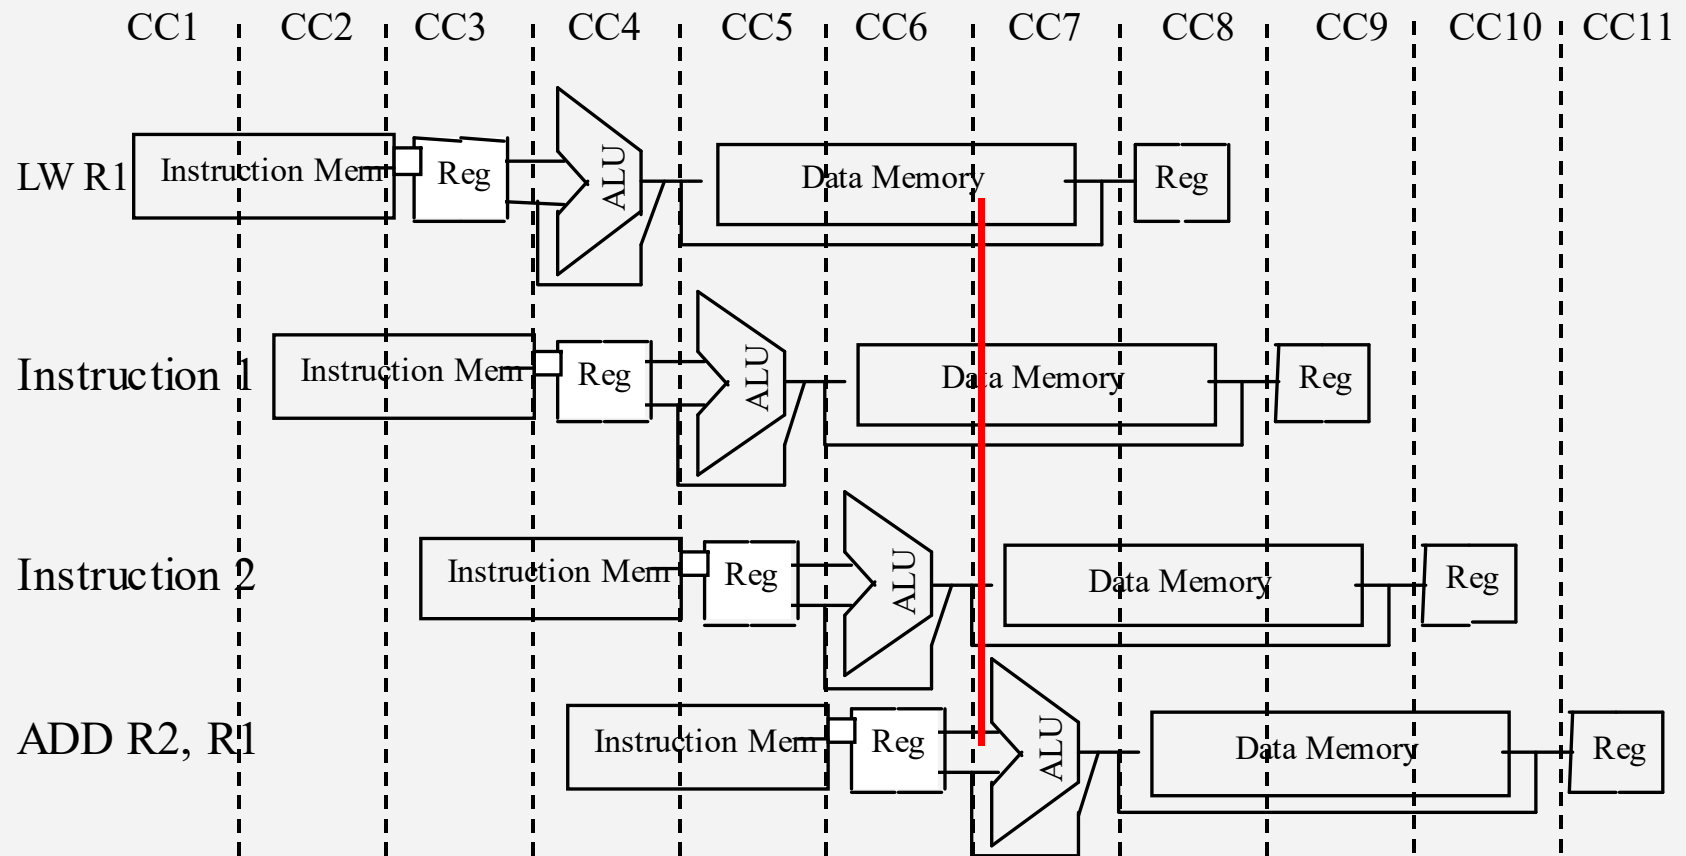 CC1 CC2 CC3 CC4 CC5 CC6 CC7 CC8 CC9 CC10 CC11
LW R1 Instruction Mem Reg ALU Data Memory Reg
Instruction 1 Instruction Mem Reg ALU Data Memory Reg
Instruction 2 Instruction Mem Reg ALU Data Memory Reg
ADD R2, R1 Instruction Mem Reg ALU Data Memory Reg